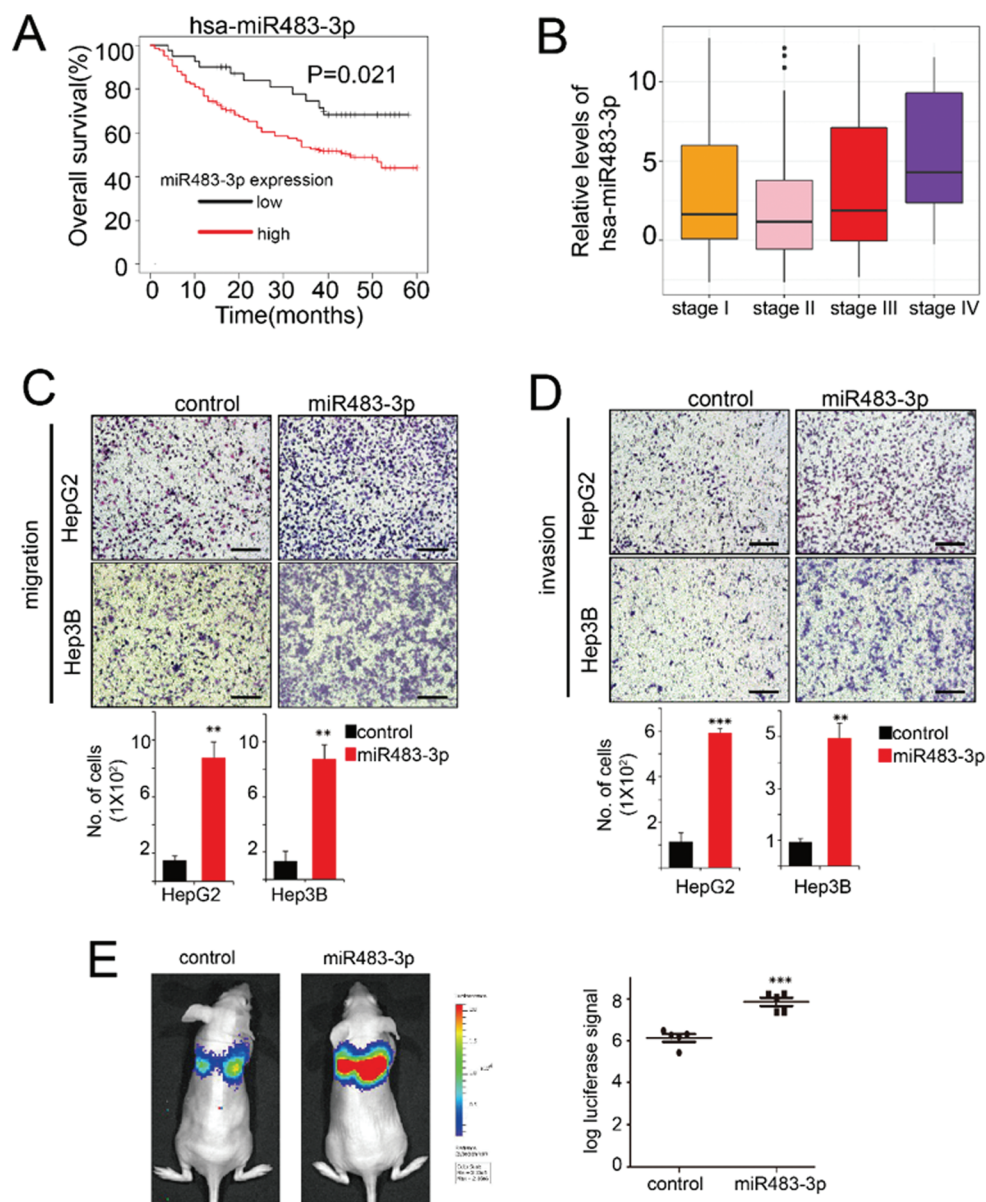 A
hsa-miR483-3p
P=0.021
Overall survival(%)
100
80
60
40
20
0
miR483-3p expression
low
high
0 10 20 30 40 50 60
Time(months)
B
Relative levels of
hsa-miR483-3p
10
5
0
stage I stage II stage III stage IV
C
control miR483-3p
migration
HepG2
Hep3B
No. of cells
(1X10²)
10
6
2
**
HepG2
10
6
2
**
Hep3B
control
miR483-3p
D
control miR483-3p
invasion
HepG2
Hep3B
No. of cells
(1X10²)
6
4
2
***
HepG2
5
3
1
**
Hep3B
control
miR483-3p
E
control miR483-3p
log luciferase signal
8
6
4
2
0
***
control miR483-3p